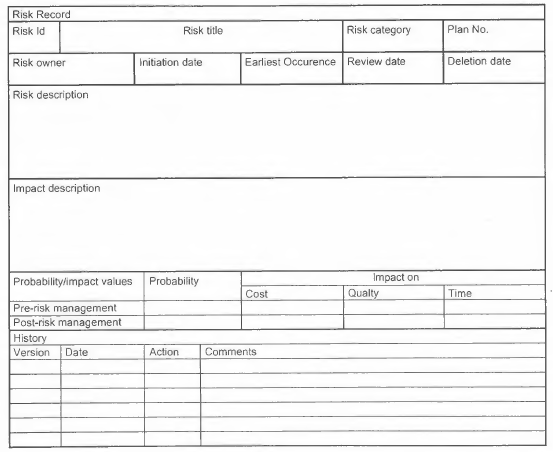 Risk Record
Risk Id Risk title Risk category Plan No.
Risk owner Initiation date Earliest Occurence Review date Deletion date
Risk description
Impact description
Probability/impact values Probability Impact on
Cost Qualty Time
Pre-risk management
Post-risk management
History
Version Date Action Comments